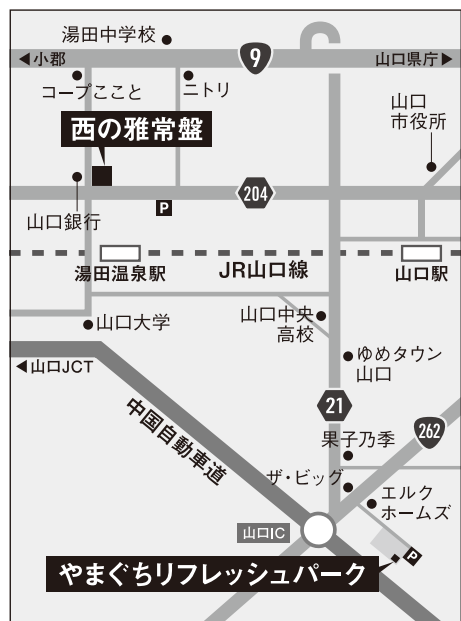 湯田中学校
9
◀小郡
山口県庁▶
コープここと
ニトリ
西の雅常盤
山口
市役所
204
P
山口銀行
湯田温泉駅
JR山口線
山口駅
山口大学
山口中央
高校
ゆめタウン
山口
◀山口JCT
21
中国自動車道
262
果子乃季
ザ・ビッグ
エルク
ホームズ
山口IC
P
やまぐちリフレッシュパーク